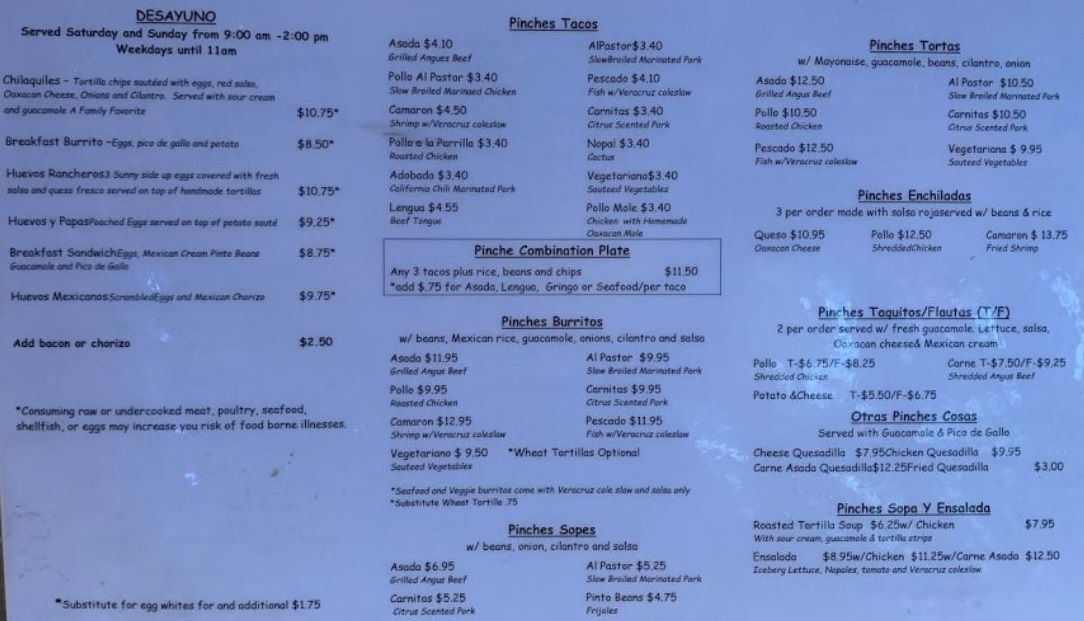 DESAYUNO
Served Saturday and Sunday from 9:00 am -2:00 pm
Weekdays until 11am
Chilaquiles - Tortilla chips sautéed with eggs, red salsa,
Oaxacan Cheese, Onions and Cilantro. Served with sour cream
and guacamole A Family Favorite $10.75*
Breakfast Burrito -Eggs, pico de gallo and potato $8.50*
Huevos Rancheros3 Sunny side up eggs covered with fresh
salsa and queso fresco served on top of handmade tortillas $10.75*
Huevos y PapasPoached Eggs served on top of potato sauté $9.25*
Breakfast SandwichEggs, Mexican Cream Pinto Beans $8.75*
Guacamole and Pico de Gallo
Huevos MexicanosScrambledEggs and Mexican Chorizo $9.75*
Add bacon or chorizo $2.50
*Consuming raw or undercooked meat, poultry, seafood,
shellfish, or eggs may increase you risk of food borne illnesses.
*Substitute for egg whites for and additional $1.75
Pinches Tacos
Asada $4.10 AlPastor$3.40
Grilled Angues Beef SlowBroiled Marinated Pork
Pollo Al Pastor $3.40 Pescado $4.10
Slow Broiled Marinaed Chicken Fish w/Veracruz coleslaw
Camaron $4.50 Carnitas $3.40
Shrimp w/Veracruz coleslaw Citrus Scented Pork
Pollo a la Parrilla $3.40 Nopal $3.40
Roasted Chicken Cactus
Adobada $3.40 Vegetariano$3.40
California Chili Marinated Pork Sauteed Vegetables
Lengua $4.55 Pollo Mole $3.40
Beef Tongue Chicken with Homemade
Oaxacan Mole
Pinche Combination Plate
Any 3 tacos plus rice, beans and chips $11.50
*add $.75 for Asada, Lengua, Gringo or Seafood/per taco
Pinches Burritos
w/ beans, Mexican rice, guacamole, onions, cilantro and salsa
Asada $11.95 Al Pastor $9.95
Grilled Angus Beef Slow Broiled Marinated Pork
Pollo $9.95 Carnitas $9.95
Roasted Chicken Citrus Scented Pork
Camaron $12.95 Pescado $11.95
Shrimp w/Veracruz coleslaw Fish w/Veracruz coleslaw
Vegetariano $ 9.50 *Wheat Tortillas Optional
Sauteed Vegetables
*Seafood and Veggie burritos come with Veracruz cole slaw and salsa only
*Substitute Wheat Tortilla .75
Pinches Sopes
w/ beans, onion, cilantro and salsa
Asada $6.95 Al Pastor $5.25
Grilled Angus Beef Slow Broiled Marinated Pork
Carnitas $5.25 Pinto Beans $4.75
Citrus Scented Pork Frijoles
Pinches Tortas
w/ Mayonaise, guacamole, beans, cilantro, onion
Asada $12.50 Al Pastor $10.50
Grilled Angus Beef Slow Broiled Marinated Pork
Pollo $10.50 Carnitas $10.50
Roasted Chicken Citrus Scented Pork
Pescado $12.50 Vegetariana $ 9.95
Fish w/Veracruz coleslaw Sauteed Vegetables
Pinches Enchiladas
3 per order made with salsa rojaserved w/ beans & rice
Queso $10.95 Pollo $12.50 Camaron $ 13.75
Oaxacan Cheese ShreddedChicken Fried Shrimp
Pinches Taquitos/Flautas (T/F)
2 per order served w/ fresh guacamole, Lettuce, salsa,
Oaxacan cheese& Mexican cream
Pollo T-$6.75/F-$8.25 Carne T-$7.50/F-$9.25
Shredded Chicken Shredded Angus Beef
Potato &Cheese T-$5.50/F-$6.75
Otras Pinches Cosas
Served with Guacamole & Pico de Gallo
Cheese Quesadilla $7.95Chicken Quesadilla $9.95
Carne Asada Quesadilla$12.25Fried Quesadilla $3.00
Pinches Sopa Y Ensalada
Roasted Tortilla Soup $6.25w/ Chicken $7.95
With sour cream, guacamole & tortilla strips
Ensalada $8.95w/Chicken $11.25w/Carne Asada $12.50
Iceberg Lettuce, Nopales, tomato and Veracruz coleslaw